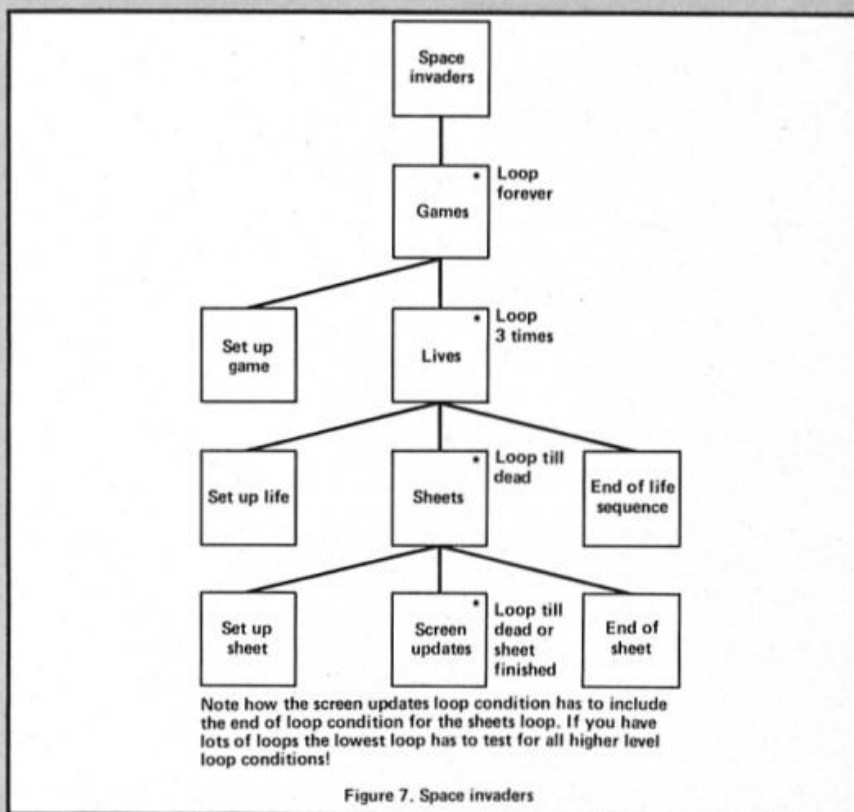 Space
invaders
* Loop
forever
Games
* Loop
3 times
Set up
game
Lives
* Loop till
dead
Set up life
Sheets
End of life
sequence
* Loop till
dead or
sheet
finished
Set up
sheet
Screen
updates
End of
sheet
Note how the screen updates loop condition has to include
the end of loop condition for the sheets loop. If you have
lots of loops the lowest loop has to test for all higher level
loop conditions!
Figure 7. Space invaders